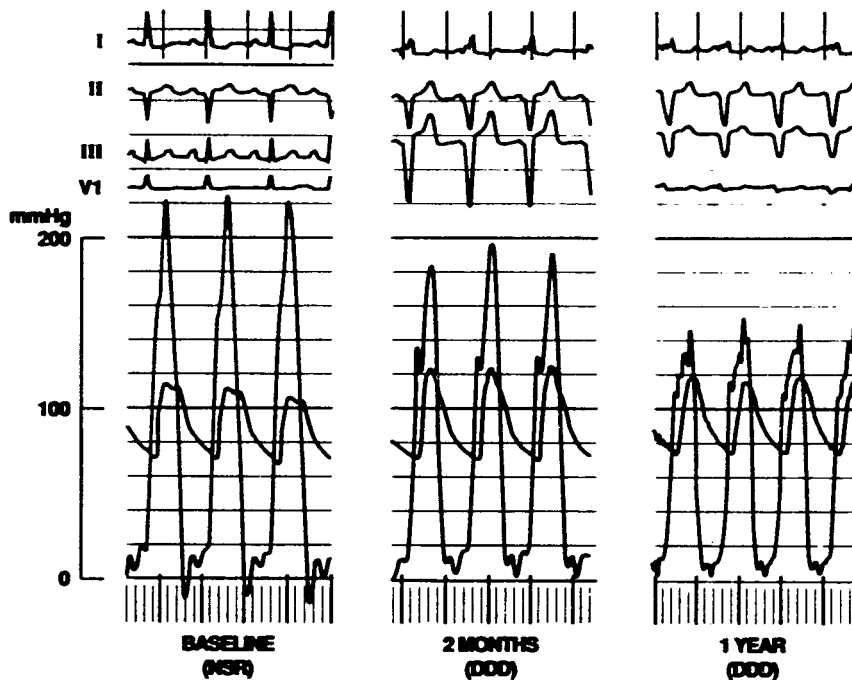 I
II
III
V1
mmHg
200
100
0
BASELINE
(NSR)
2 MONTHS
(DDD)
1 YEAR
(DDD)